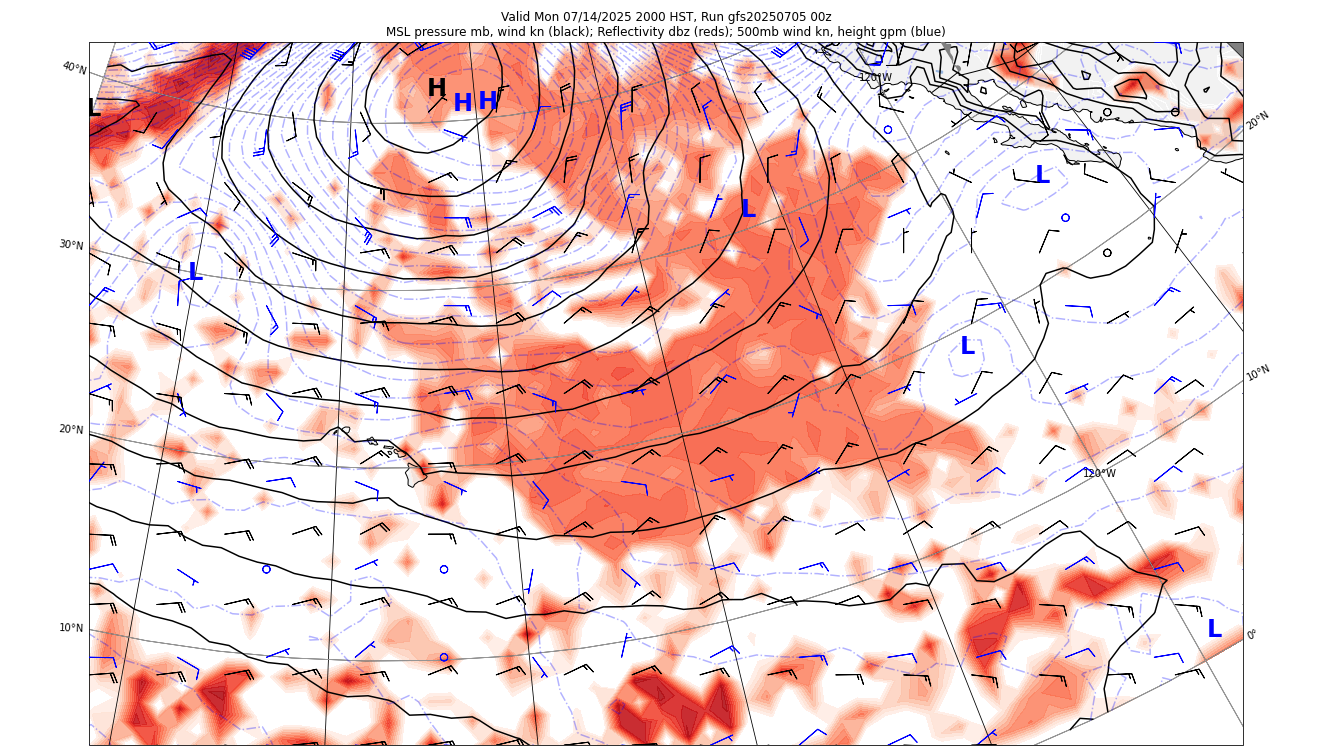 Valid Mon 07/14/2025 2000 HST, Run gfs20250705 00z
MSL pressure mb, wind kn (black); Reflectivity dbz (reds); 500mb wind kn, height gpm (blue)
40°N
120°W
H
H H
L
20°N
L
L
30°N
L
L
10°N
20°N
120°W
10°N
L
0°